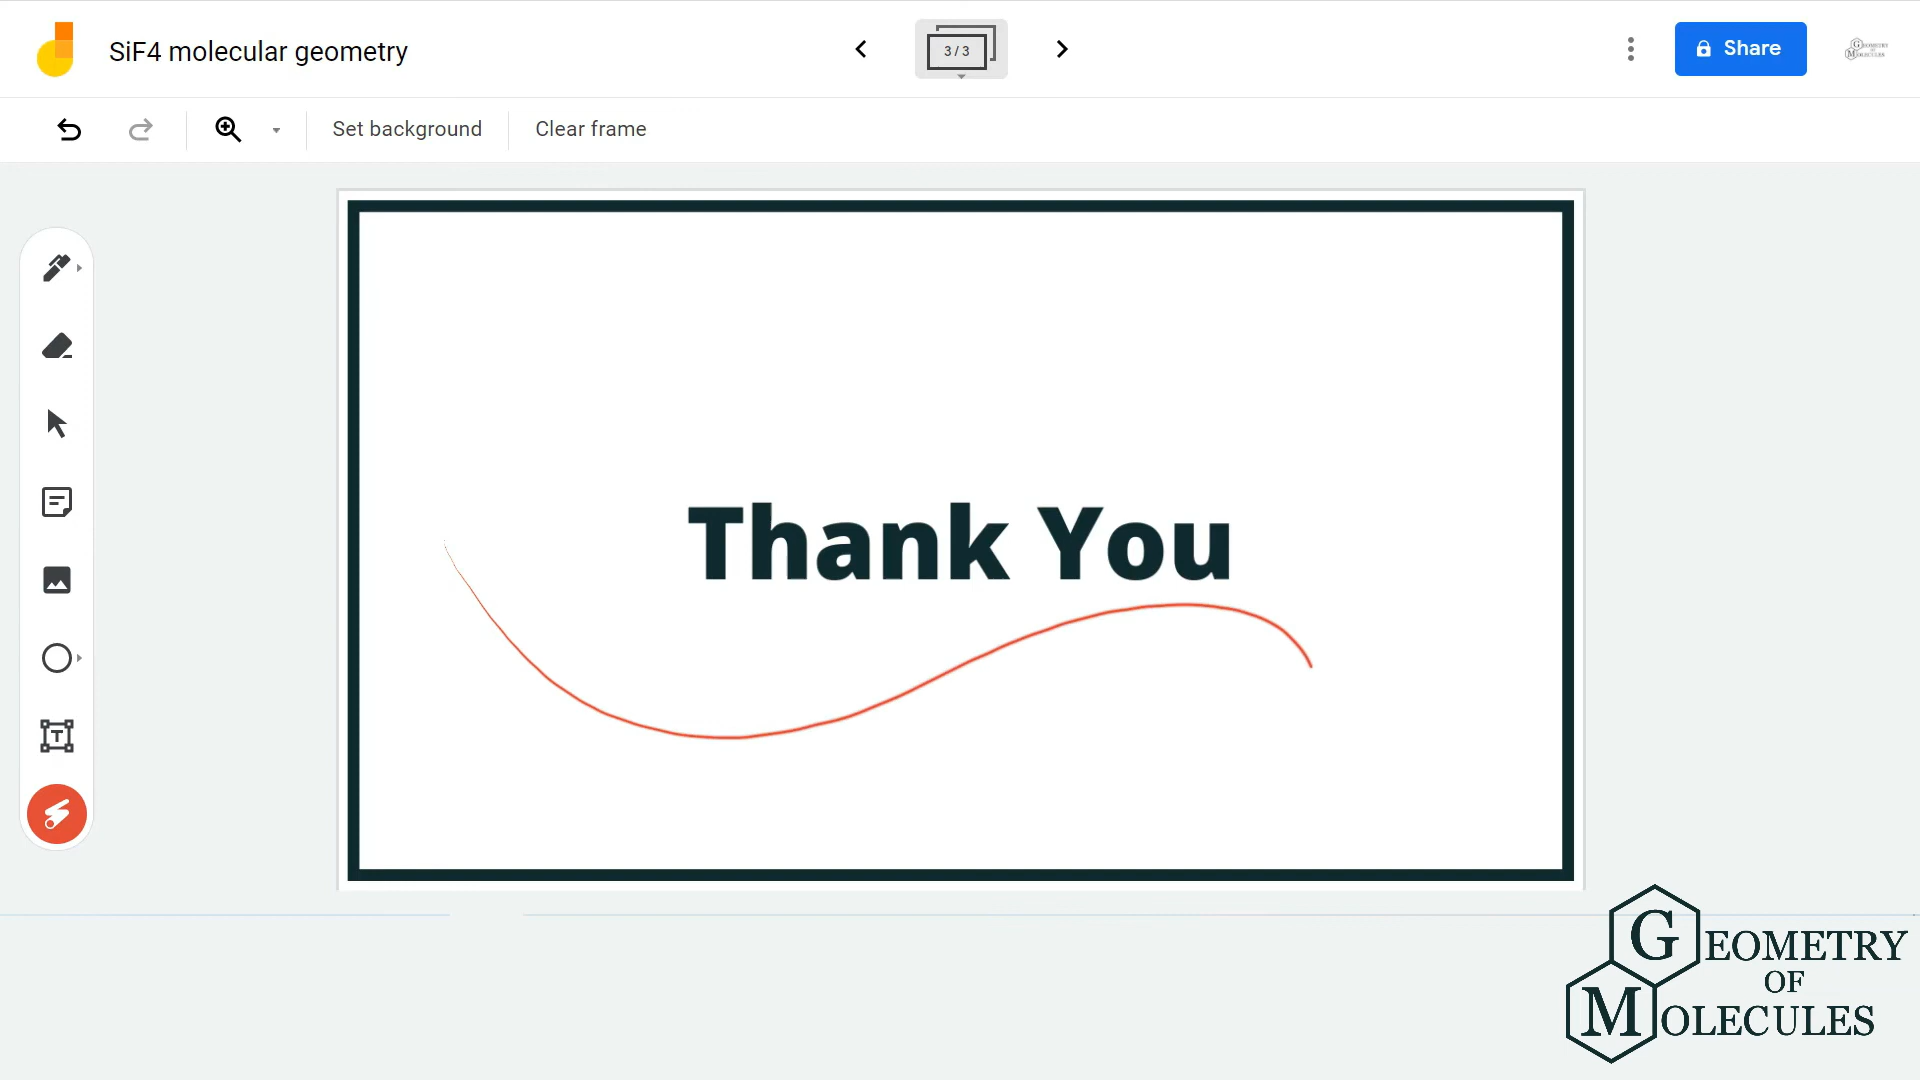 SiF4 molecular geometry
3 / 3
Share
Set background
Clear frame
Thank You
GEOMETRY
OF
MOLECULES